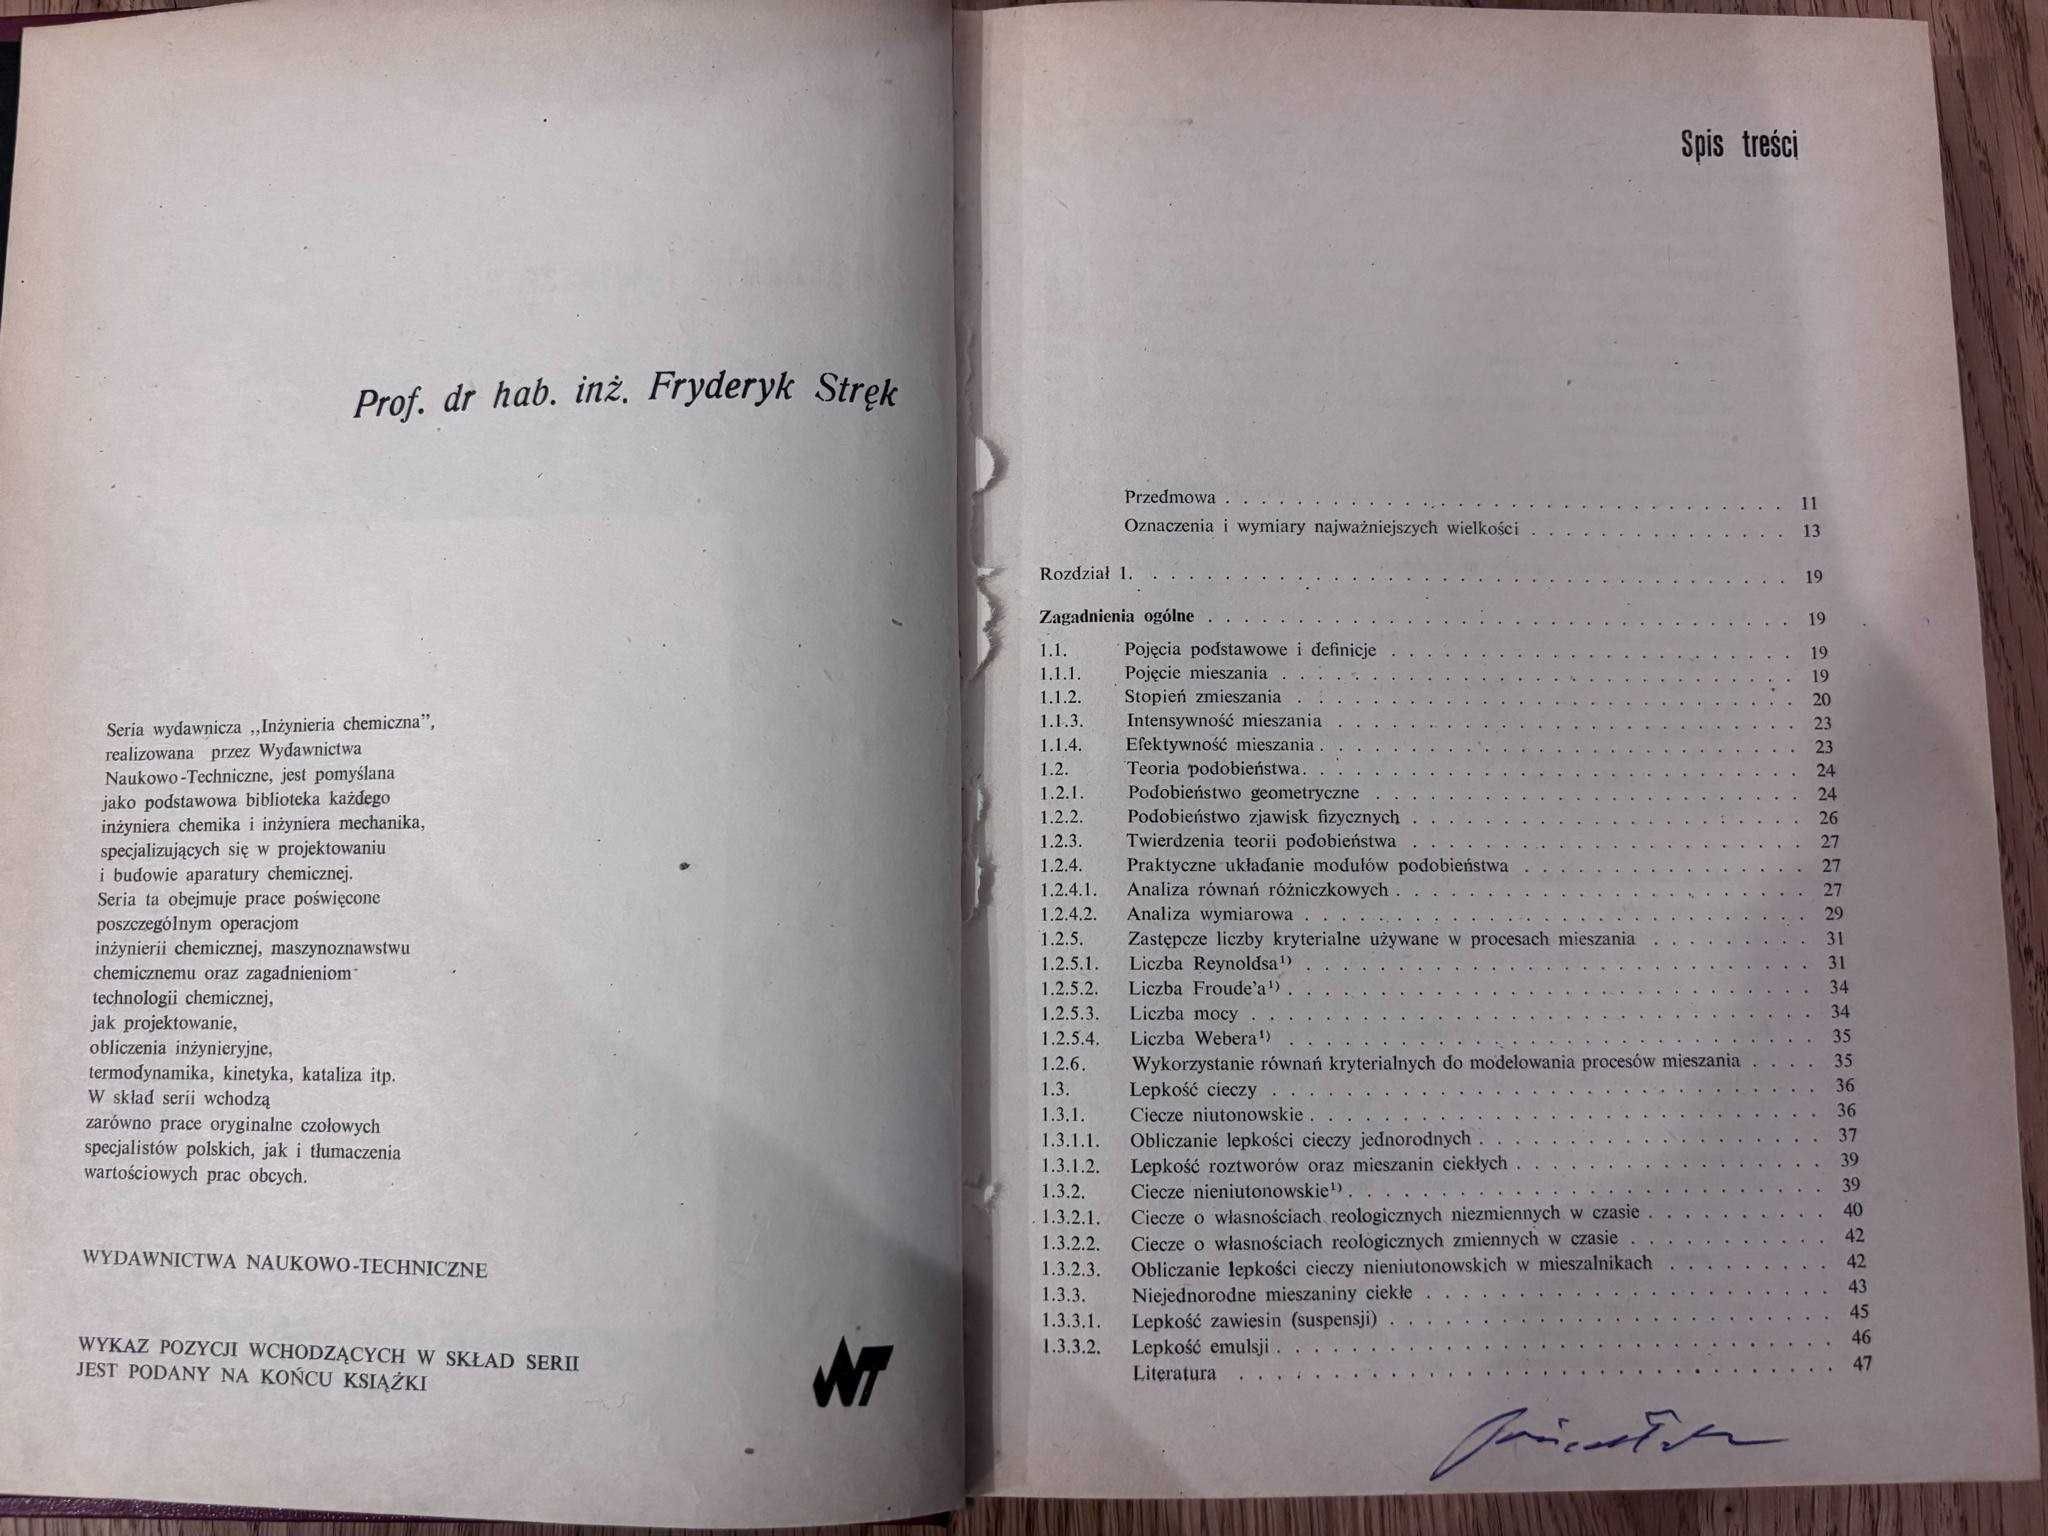 Prof. dr hab. inż. Fryderyk Stręk
Seria wydawnicza ,,Inżynieria chemiczna”,
realizowana przez Wydawnictwa
Naukowo-Techniczne, jest pomyślana
jako podstawowa biblioteka każdego
inżyniera chemika i inżyniera mechanika,
specjalizujących się w projektowaniu
i budowie aparatury chemicznej.
Seria ta obejmuje prace poświęcone
poszczególnym operacjom
inżynierii chemicznej, maszynoznawstwu
chemicznemu oraz zagadnieniom
technologii chemicznej,
jak projektowanie,
obliczenia inżynieryjne,
termodynamika, kinetyka, kataliza itp.
W skład serii wchodzą
zarówno prace oryginalne czołowych
specjalistów polskich, jak i tłumaczenia
wartościowych prac obcych.
WYDAWNICTWA NAUKOWO-TECHNICZNE
WYKAZ POZYCJI WCHODZĄCYCH W SKŁAD SERII
JEST PODANY NA KOŃCU KSIĄŻKI
WNT
Spis treści
Przedmowa . . . . . . . . . . 11
Oznaczenia i wymiary najważniejszych wielkości . . . . . . . . . . 13
Rozdział 1. . . . . . . . . . . 19
Zagadnienia ogólne . . . . . . . . . . 19
1.1. Pojęcia podstawowe i definicje . . . . . . . . . . 19
1.1.1. Pojęcie mieszania . . . . . . . . . . 19
1.1.2. Stopień zmieszania . . . . . . . . . . 20
1.1.3. Intensywność mieszania . . . . . . . . . . 23
1.1.4. Efektywność mieszania . . . . . . . . . . 23
1.2. Teoria podobieństwa . . . . . . . . . . 24
1.2.1. Podobieństwo geometryczne . . . . . . . . . . 24
1.2.2. Podobieństwo zjawisk fizycznych . . . . . . . . . . 26
1.2.3. Twierdzenia teorii podobieństwa . . . . . . . . . . 27
1.2.4. Praktyczne układanie modułów podobieństwa . . . . . . . . . . 27
1.2.4.1. Analiza równań różniczkowych . . . . . . . . . . 27
1.2.4.2. Analiza wymiarowa . . . . . . . . . . 29
1.2.5. Zastępcze liczby kryterialne używane w procesach mieszania . . . . . . . . . 31
1.2.5.1. Liczba Reynoldsa¹⁾ . . . . . . . . . . 31
1.2.5.2. Liczba Froude'a¹⁾ . . . . . . . . . . 34
1.2.5.3. Liczba mocy . . . . . . . . . . 34
1.2.5.4. Liczba Webera¹⁾ . . . . . . . . . . 35
1.2.6. Wykorzystanie równań kryterialnych do modelowania procesów mieszania . . . . 35
1.3. Lepkość cieczy . . . . . . . . . . 36
1.3.1. Ciecze niutonowskie . . . . . . . . . . 36
1.3.1.1. Obliczanie lepkości cieczy jednorodnych . . . . . . . . . . 37
1.3.1.2. Lepkość roztworów oraz mieszanin ciekłych . . . . . . . . . . 39
1.3.2. Ciecze nieniutonowskie¹⁾ . . . . . . . . . . 39
1.3.2.1. Ciecze o własnościach reologicznych niezmiennych w czasie . . . . . . . . . 40
1.3.2.2. Ciecze o własnościach reologicznych zmiennych w czasie . . . . . . . . . . 42
1.3.2.3. Obliczanie lepkości cieczy nieniutonowskich w mieszalnikach . . . . . . . . 42
1.3.3. Niejednorodne mieszaniny ciekłe . . . . . . . . . . 43
1.3.3.1. Lepkość zawiesin (suspensji) . . . . . . . . . . 45
1.3.3.2. Lepkość emulsji . . . . . . . . . . 46
Literatura . . . . . . . . . . 47